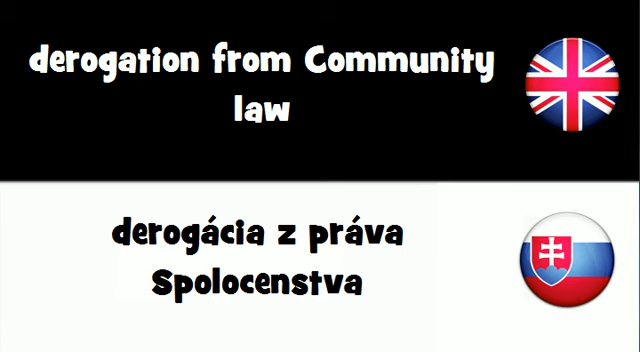 derogation from Community
law
derogácia z práva
Spolocenstva